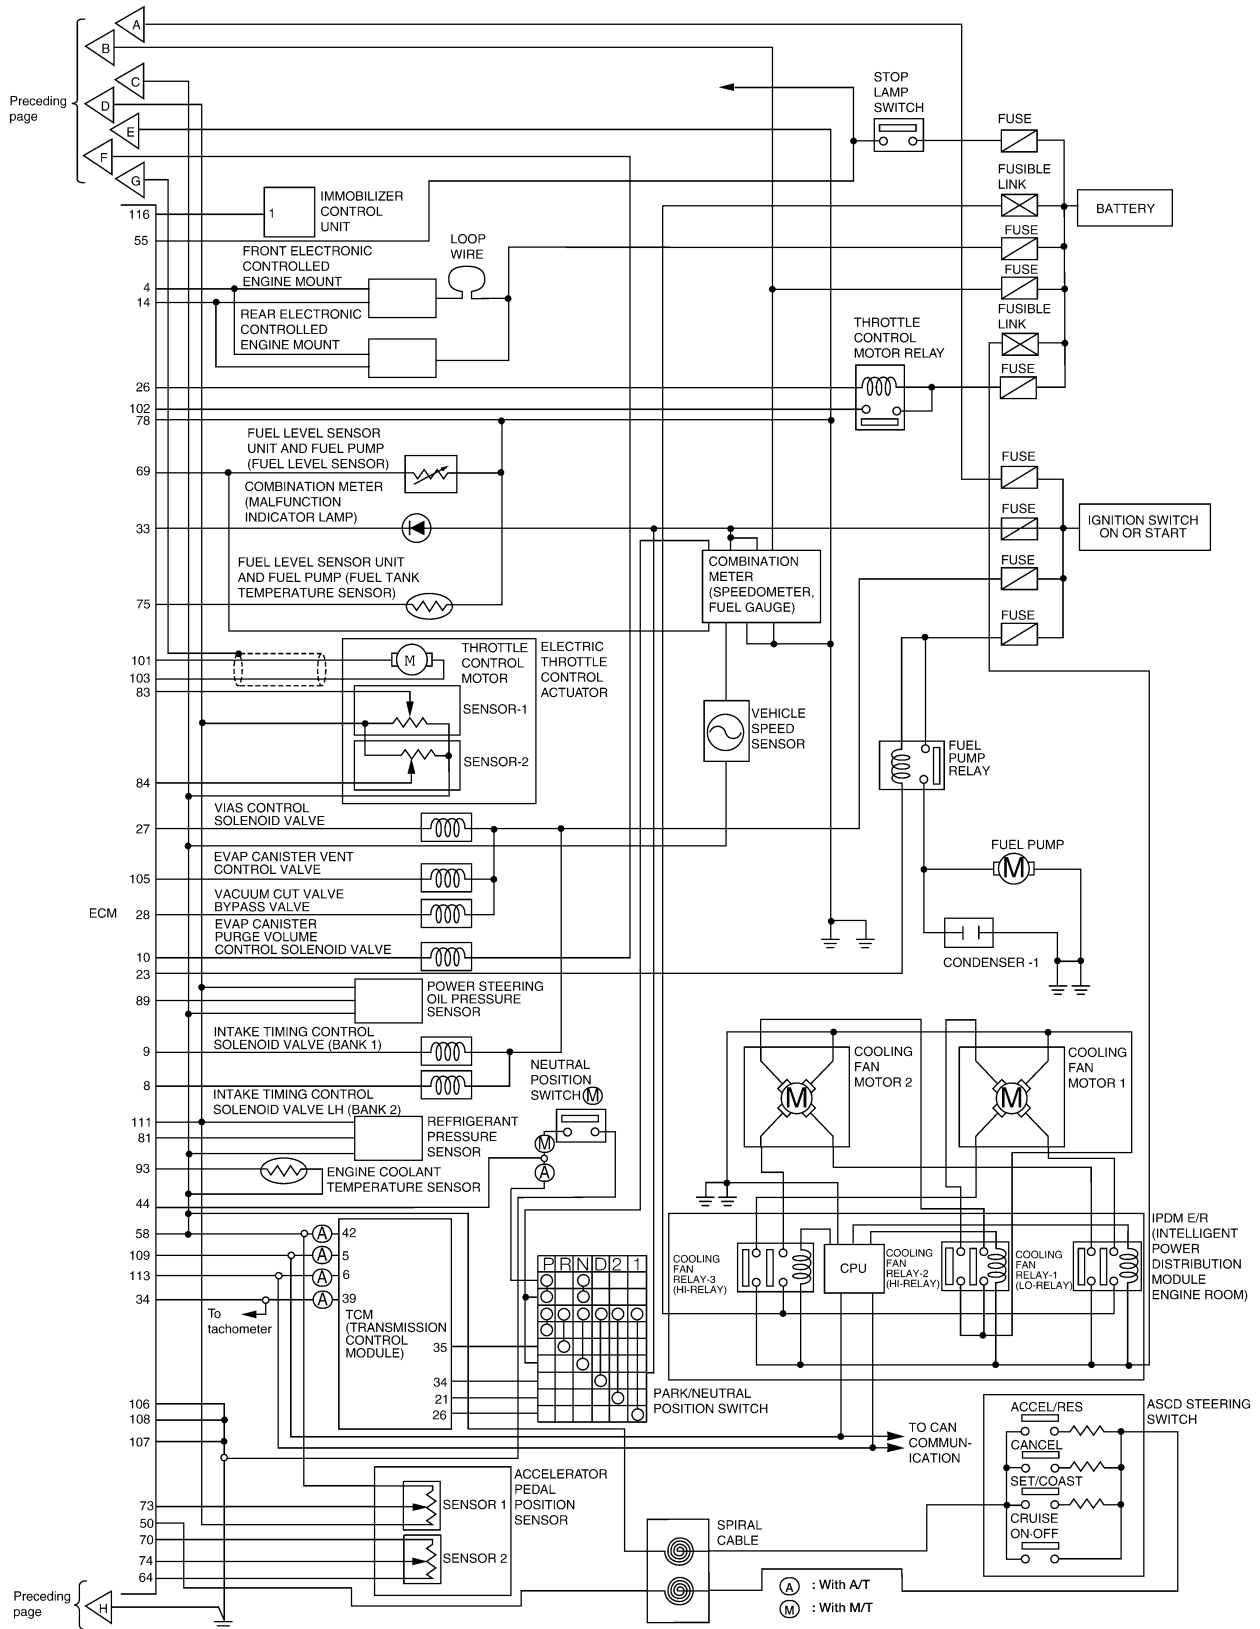 A
B
C
D
E
F
G
Preceding
page
STOP
LAMP
SWITCH
FUSE
FUSIBLE
LINK
BATTERY
FUSE
FUSE
FUSIBLE
LINK
FUSE
116
1
IMMOBILIZER
CONTROL
UNIT
55
FRONT ELECTRONIC
CONTROLLED
ENGINE MOUNT
LOOP
WIRE
4
14
REAR ELECTRONIC
CONTROLLED
ENGINE MOUNT
THROTTLE
CONTROL
MOTOR RELAY
26
102
78
FUEL LEVEL SENSOR
UNIT AND FUEL PUMP
(FUEL LEVEL SENSOR)
69
COMBINATION METER
(MALFUNCTION
INDICATOR LAMP)
33
FUSE
FUSE
FUSE
FUSE
IGNITION SWITCH
ON OR START
COMBINATION
METER
(SPEEDOMETER,
FUEL GAUGE)
FUEL LEVEL SENSOR UNIT
AND FUEL PUMP (FUEL TANK
TEMPERATURE SENSOR)
75
101
103
83
M
THROTTLE
CONTROL
MOTOR
ELECTRIC
THROTTLE
CONTROL
ACTUATOR
SENSOR-1
SENSOR-2
84
VEHICLE
SPEED
SENSOR
FUEL
PUMP
RELAY
VIAS CONTROL
SOLENOID VALVE
27
EVAP CANISTER VENT
CONTROL VALVE
105
VACUUM CUT VALVE
BYPASS VALVE
ECM
28
EVAP CANISTER
PURGE VOLUME
CONTROL SOLENOID VALVE
10
23
FUEL PUMP
M
CONDENSER -1
89
POWER STEERING
OIL PRESSURE
SENSOR
INTAKE TIMING CONTROL
SOLENOID VALVE (BANK 1)
9
8
INTAKE TIMING CONTROL
SOLENOID VALVE LH (BANK 2)
NEUTRAL
POSITION
SWITCH M
M
A
COOLING
FAN
MOTOR 2
M
COOLING
FAN
MOTOR 1
M
111
81
REFRIGERANT
PRESSURE
SENSOR
93
ENGINE COOLANT
TEMPERATURE SENSOR
44
58
A
42
109
A
5
113
A
6
34
A
39
To
tachometer
TCM
(TRANSMISSION
CONTROL
MODULE)
35
34
21
26
P R N D 2 1
PARK/NEUTRAL
POSITION SWITCH
COOLING
FAN
RELAY-3
(HI-RELAY)
CPU
COOLING
FAN
RELAY-2
(HI-RELAY)
COOLING
FAN
RELAY-1
(LO-RELAY)
IPDM E/R
(INTELLIGENT
POWER
DISTRIBUTION
MODULE
ENGINE ROOM)
106
108
107
TO CAN
COMMUN-
ICATION
ASCD STEERING
SWITCH
ACCEL/RES
CANCEL
SET/COAST
CRUISE
ON·OFF
ACCELERATOR
PEDAL
POSITION
SENSOR
SENSOR 1
SENSOR 2
73
50
70
74
64
SPIRAL
CABLE
A : With A/T
M : With M/T
Preceding
page
H